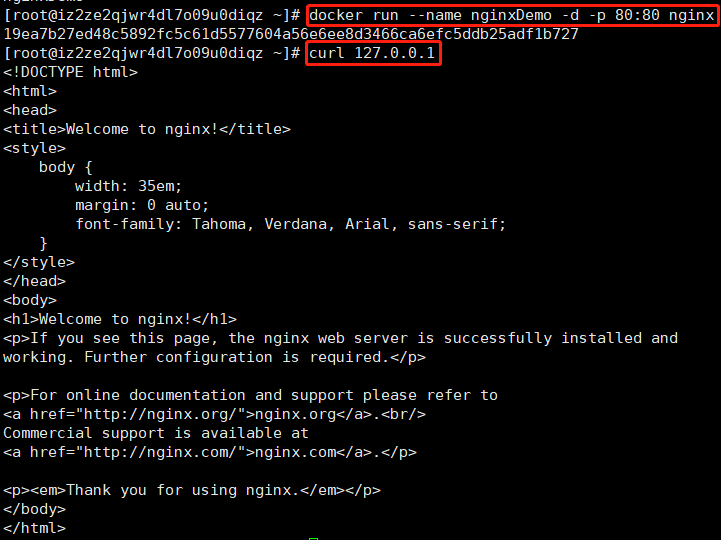 [root@iz2ze2qjwr4dl7o09u0diqz ~]# docker run --name nginxDemo -d -p 80:80 nginx
19ea7b27ed48c5892fc5c61d5577604a56e6ee8d3466ca6efc5ddb25adf1b727
[root@iz2ze2qjwr4dl7o09u0diqz ~]# curl 127.0.0.1
<!DOCTYPE html>
<html>
<head>
<title>Welcome to nginx!</title>
<style>
    body {
        width: 35em;
        margin: 0 auto;
        font-family: Tahoma, Verdana, Arial, sans-serif;
    }
</style>
</head>
<body>
<h1>Welcome to nginx!</h1>
<p>If you see this page, the nginx web server is successfully installed and
working. Further configuration is required.</p>

<p>For online documentation and support please refer to
<a href="http://nginx.org/">nginx.org</a>.<br/>
Commercial support is available at
<a href="http://nginx.com/">nginx.com</a>.</p>

<p><em>Thank you for using nginx.</em></p>
</body>
</html>